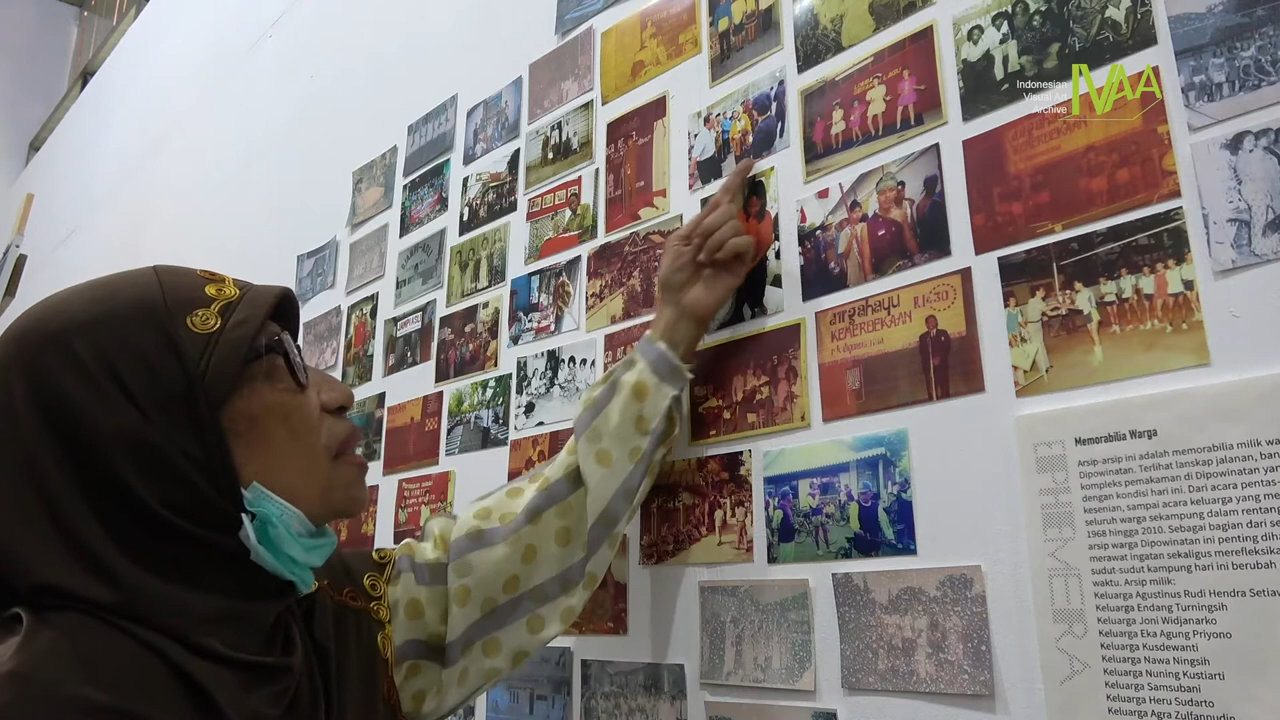 Indonesian
Visual Art
Archive
IVAA
LOMBA
LAGU
KEMERDEKAAN
dirgahayu
RI430
KEMERDEKAAN
EPHEMERA
Memorabilia Warga
Arsip-arsip ini adalah memorabilia milik wa
Dipowinatan. Terlihat lanskap jalanan, ban
kompleks pemakaman di Dipowinatan yan
dengan kondisi hari ini. Dari acara pentas
kesenian, sampai acara keluarga yang me
seluruh warga sekampung dalam rentan
1968 hingga 2010. Sebagai bagian dari s
arsip warga Dipowinatan ini penting diha
merawat ingatan sekaligus merefleksika
sudut-sudut kampung hari ini berubah
waktu. Arsip milik:
Keluarga Agustinus Rudi Hendra Setiaw
Keluarga Endang Turningsih
Keluarga Joni Widjanarko
Keluarga Eka Agung Priyono
Keluarga Kusdewanti
Keluarga Nawa Ningsih
Keluarga Nuning Kustiarti
Keluarga Samsubani
Keluarga Heru Sudarto
Keluarga Agra Zulfannudin